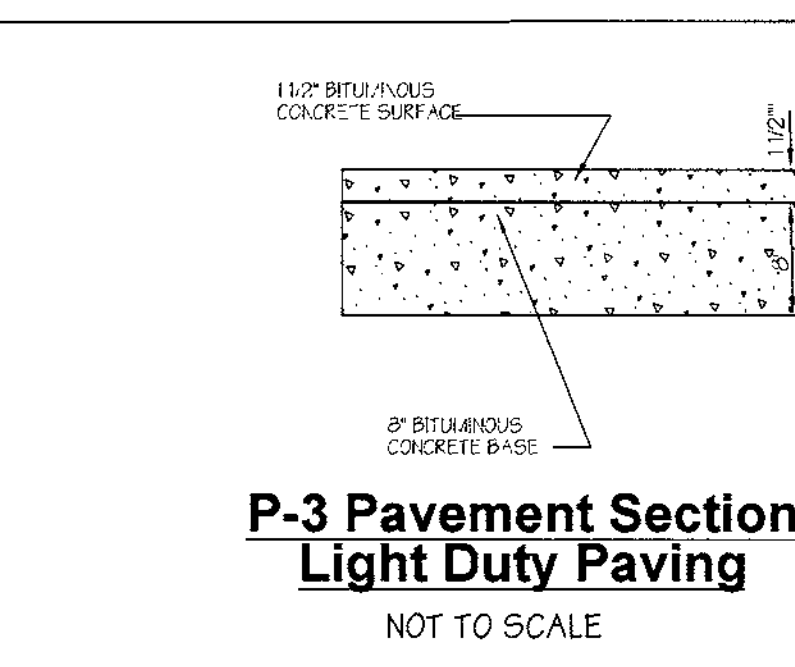 1 1/2" BITUMINOUS
CONCRETE SURFACE
1 1/2"
8"
8" BITUMINOUS
CONCRETE BASE
P-3 Pavement Section
Light Duty Paving
NOT TO SCALE